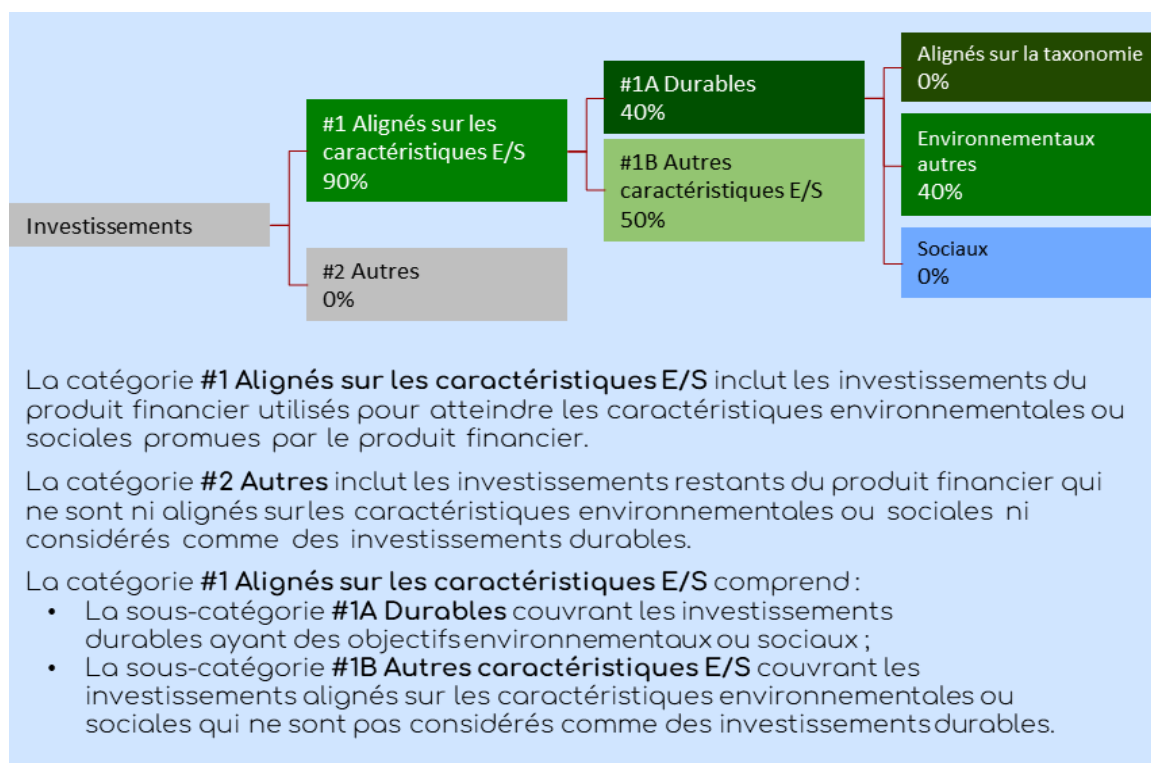 Investissements
#1 Alignés sur les
caractéristiques E/S
90%
#2 Autres
0%
#1A Durables
40%
#1B Autres
caractéristiques E/S
50%
Alignés sur la taxonomie
0%
Environnementaux
autres
40%
Sociaux
0%
La catégorie #1 Alignés sur les caractéristiques E/S inclut les investissements du
produit financier utilisés pour atteindre les caractéristiques environnementales ou
sociales promues par le produit financier.
La catégorie #2 Autres inclut les investissements restants du produit financier qui
ne sont ni alignés sur les caractéristiques environnementales ou sociales ni
considérés comme des investissements durables.
La catégorie #1 Alignés sur les caractéristiques E/S comprend :
• La sous-catégorie #1A Durables couvrant les investissements
durables ayant des objectifs environnementaux ou sociaux ;
• La sous-catégorie #1B Autres caractéristiques E/S couvrant les
investissements alignés sur les caractéristiques environnementales ou
sociales qui ne sont pas considérés comme des investissements durables.